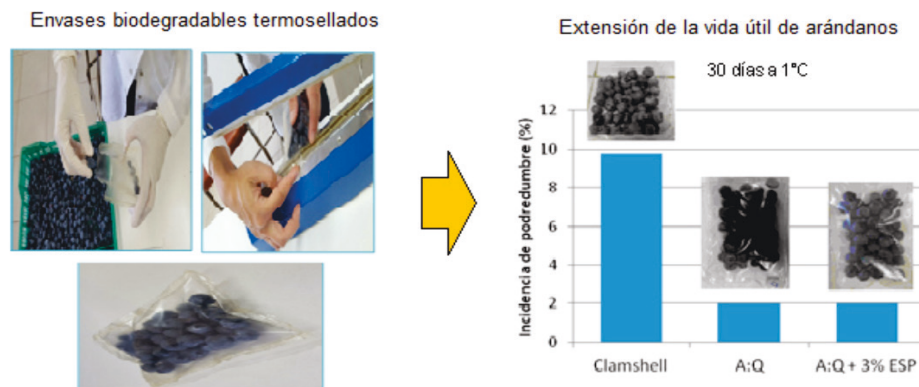 Envases biodegradables termosellados
Extensión de la vida útil de arándanos
30 días a 1°C
Incidencia de podredumbre (%)
12
10
8
6
4
2
0
Clamshell
A:Q
A:Q + 3% ESP